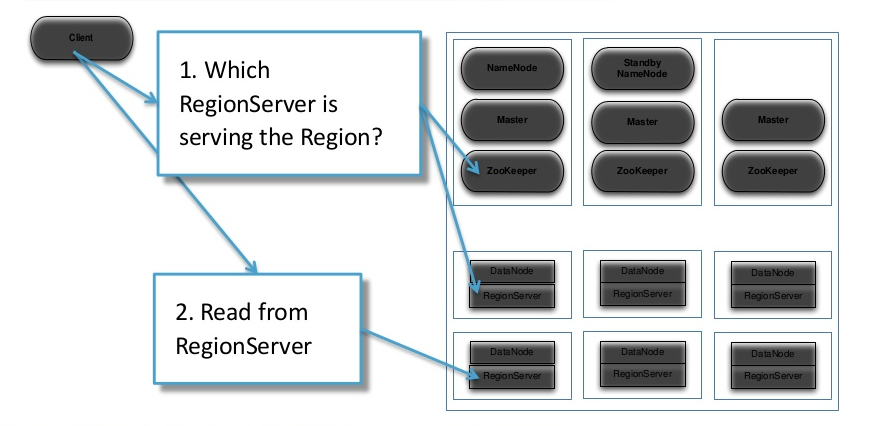 Client
1. Which
RegionServer is
serving the Region?
2. Read from
RegionServer
NameNode
Master
ZooKeeper
Standby
NameNode
Master
ZooKeeper
Master
ZooKeeper
DataNode
RegionServer
DataNode
RegionServer
DataNode
RegionServer
DataNode
RegionServer
DataNode
RegionServer
DataNode
RegionServer